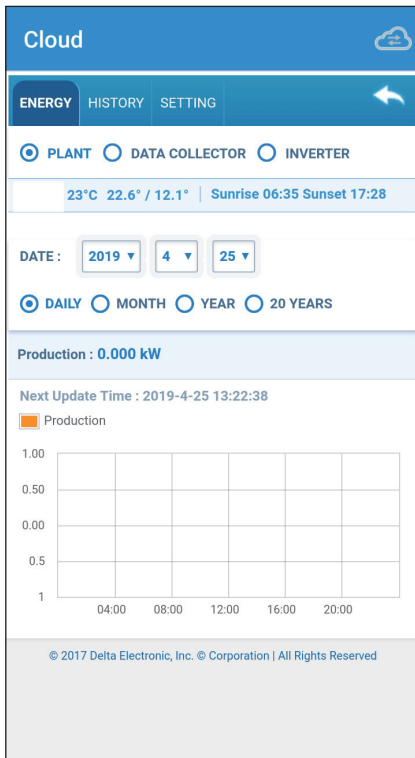 Cloud
ENERGY HISTORY SETTING
PLANT DATA COLLECTOR INVERTER
23°C 22.6° / 12.1° | Sunrise 06:35 Sunset 17:28
DATE : 2019 4 25
DAILY MONTH YEAR 20 YEARS
Production : 0.000 kW
Next Update Time : 2019-4-25 13:22:38
Production
1.00
0.50
0.00
0.5
1
04:00 08:00 12:00 16:00 20:00
© 2017 Delta Electronic, Inc. © Corporation | All Rights Reserved